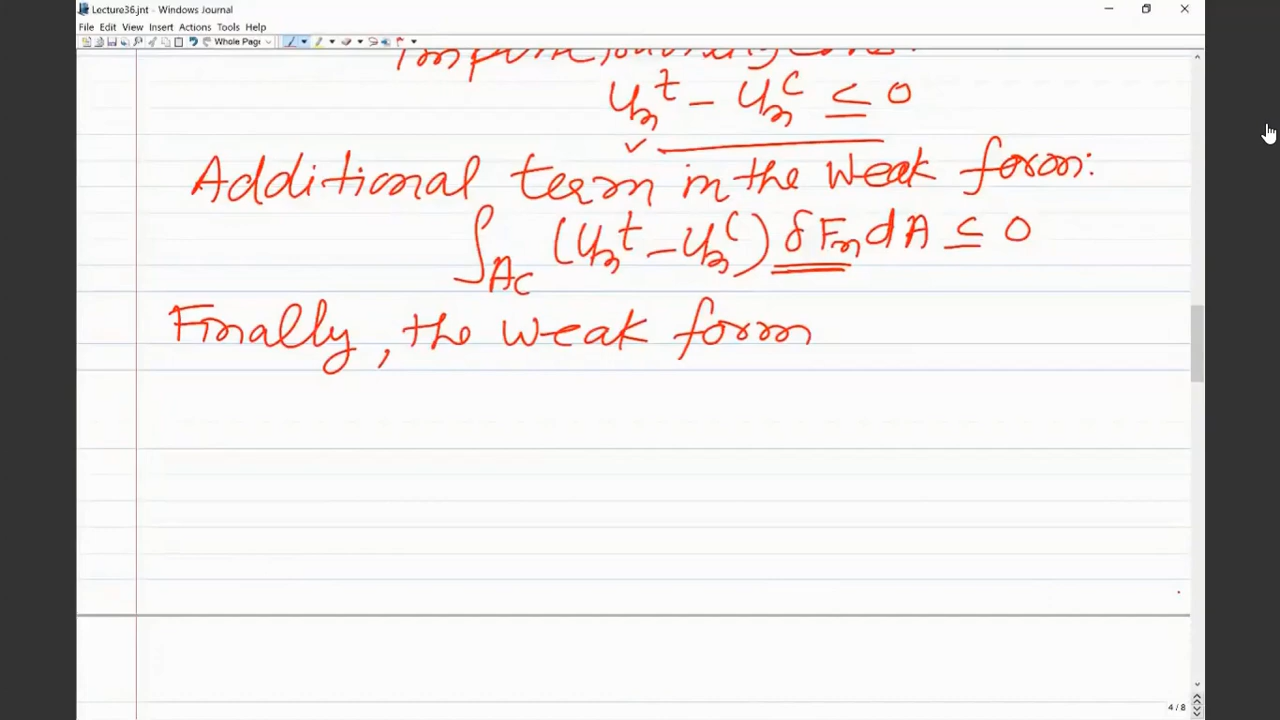 Lecture36.jnt - Windows Journal
File Edit View Insert Actions Tools Help
Whole Page
u_n^t - u_n^c ≤ 0
Additional term in the weak form:
∫_{A_c} (u_n^t - u_n^c) δF_n dA ≤ 0
Finally, the weak form
4 / 8